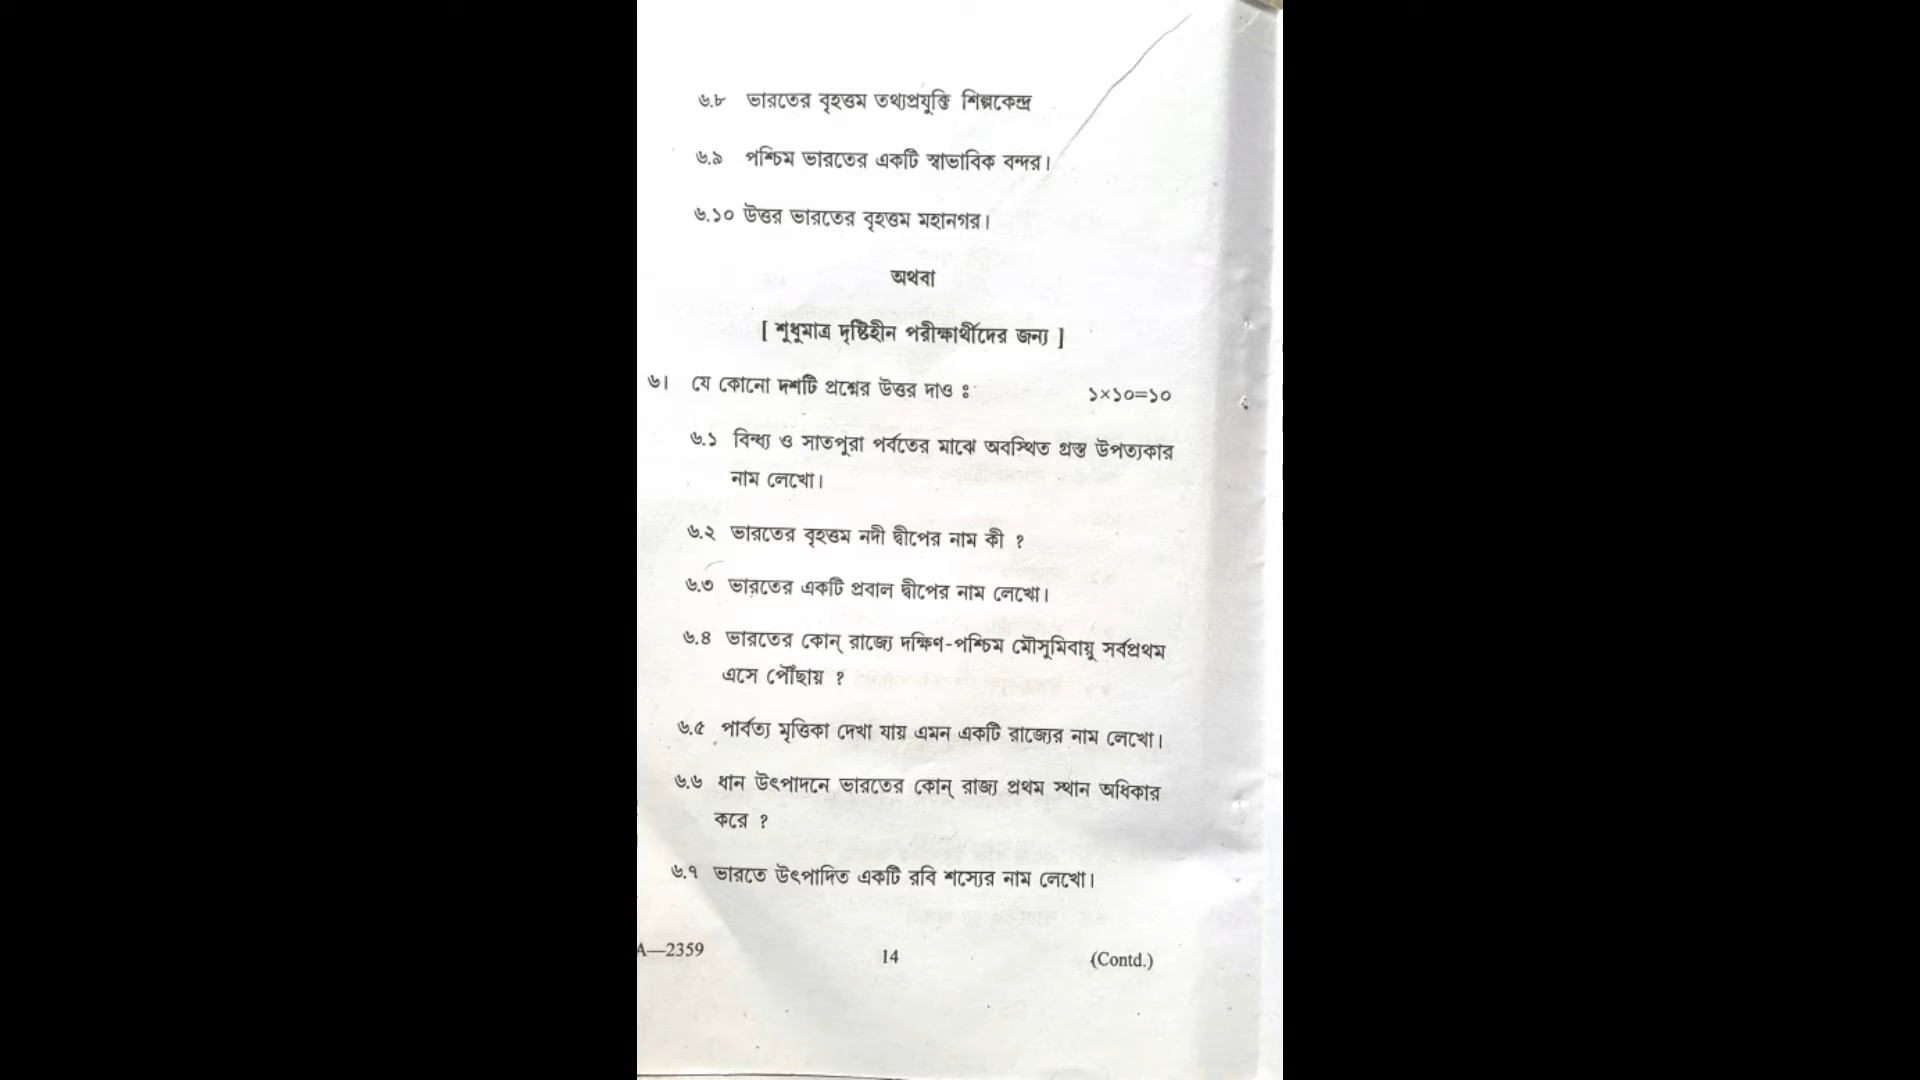 ৬.৮ ভারতের বৃহত্তম তথ্যপ্রযুক্তি শিল্পকেন্দ্র
৬.৯ পশ্চিম ভারতের একটি স্বাভাবিক বন্দর।
৬.১০ উত্তর ভারতের বৃহত্তম মহানগর।
অথবা
[ শুধুমাত্র দৃষ্টিহীন পরীক্ষার্থীদের জন্য ]
৬। যে কোনো দশটি প্রশ্নের উত্তর দাও ঃ ১×১০=১০
৬.১ বিন্ধ্য ও সাতপুরা পর্বতের মাঝে অবস্থিত গ্রস্ত উপত্যকার
নাম লেখো।
৬.২ ভারতের বৃহত্তম নদী দ্বীপের নাম কী ?
৬.৩ ভারতের একটি প্রবাল দ্বীপের নাম লেখো।
৬.৪ ভারতের কোন্ রাজ্যে দক্ষিণ-পশ্চিম মৌসুমিবায়ু সর্বপ্রথম
এসে পৌঁছায় ?
৬.৫ পার্বত্য মৃত্তিকা দেখা যায় এমন একটি রাজ্যের নাম লেখো।
৬.৬ ধান উৎপাদনে ভারতের কোন্ রাজ্য প্রথম স্থান অধিকার
করে ?
৬.৭ ভারতে উৎপাদিত একটি রবি শস্যের নাম লেখো।
A—2359 14 (Contd.)